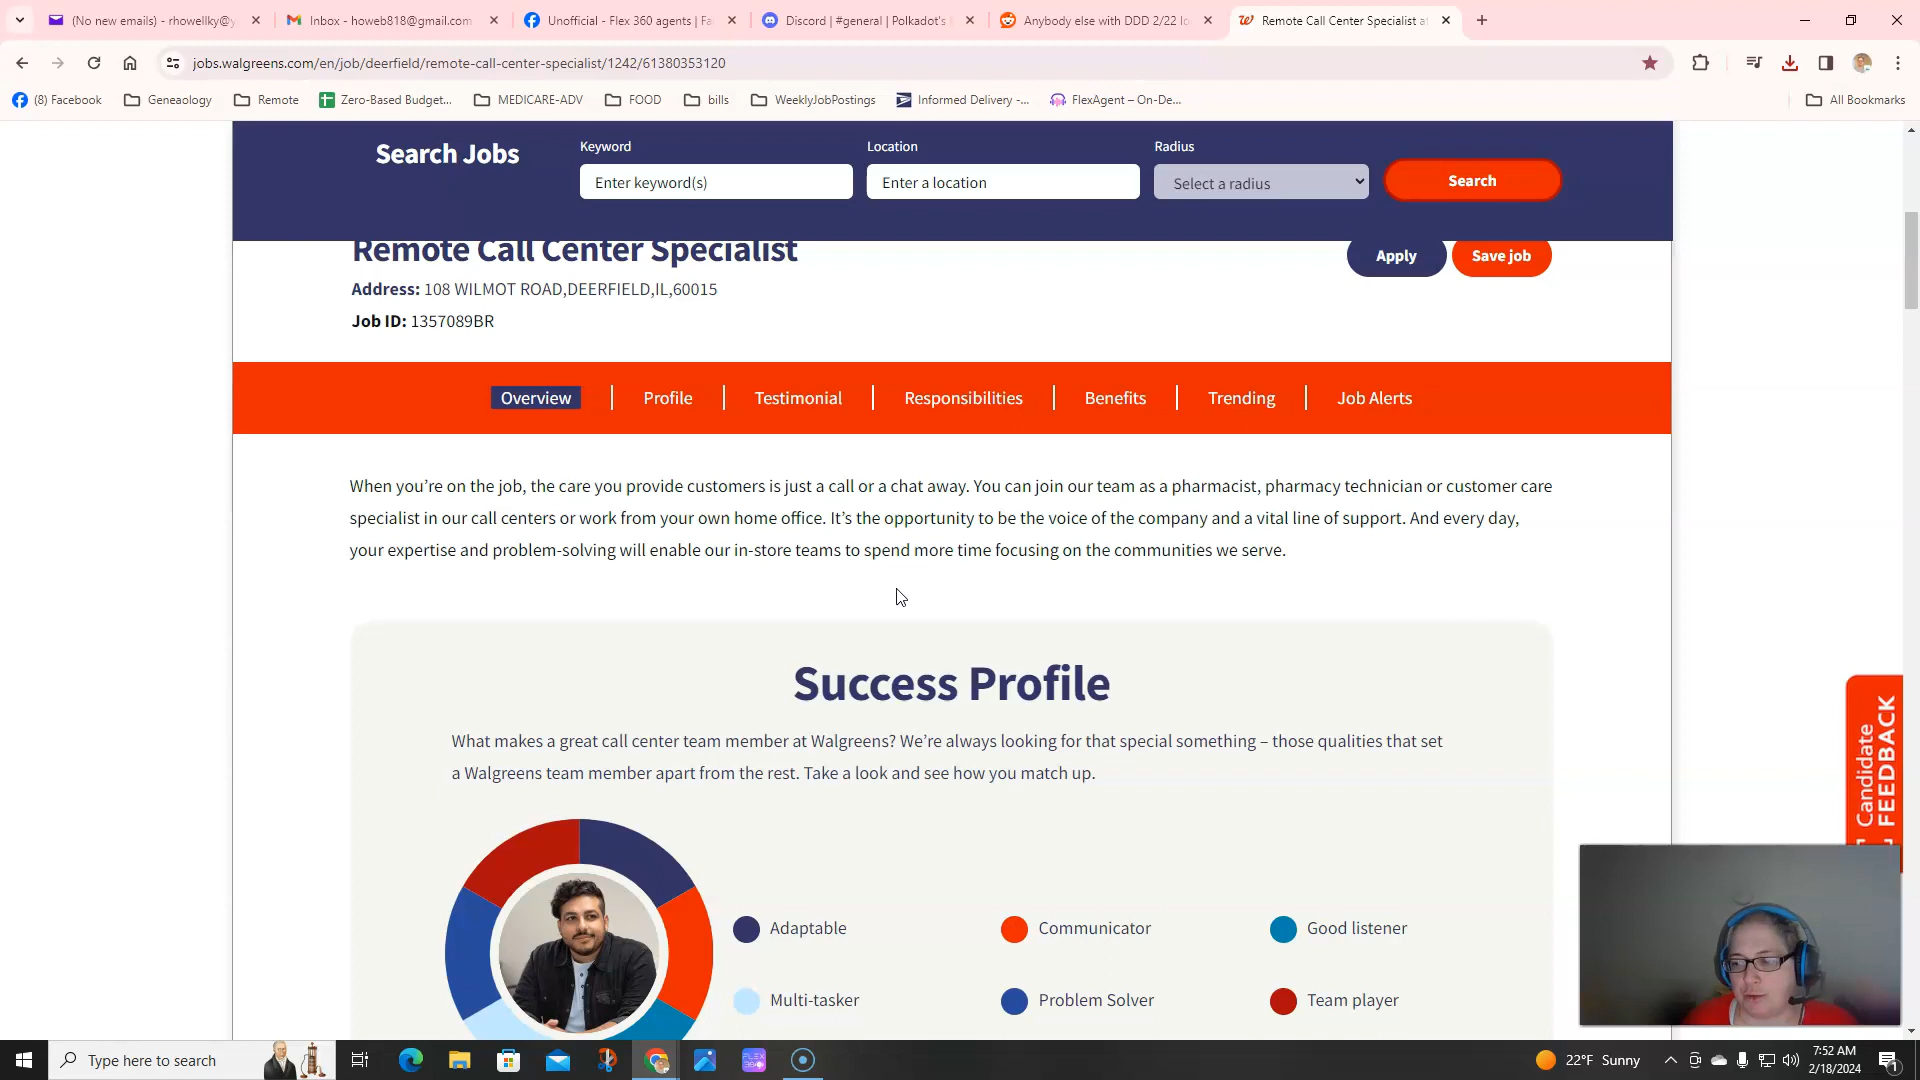 (No new emails) - rhowellky@y
Inbox - howeb818@gmail.com
Unofficial - Flex 360 agents | Fa
Discord | #general | Polkadot's
Anybody else with DDD 2/22 lo
Remote Call Center Specialist at
jobs.walgreens.com/en/job/deerfield/remote-call-center-specialist/1242/61380353120
(8) Facebook
Geneaology
Remote
Zero-Based Budget...
MEDICARE-ADV
FOOD
bills
WeeklyJobPostings
Informed Delivery -...
FlexAgent – On-De...
All Bookmarks
Search Jobs
Keyword
Location
Radius
Enter keyword(s)
Enter a location
Select a radius
Search
Remote Call Center Specialist
Apply
Save job
Address: 108 WILMOT ROAD,DEERFIELD,IL,60015
Job ID: 1357089BR
Overview
Profile
Testimonial
Responsibilities
Benefits
Trending
Job Alerts
When you’re on the job, the care you provide customers is just a call or a chat away. You can join our team as a pharmacist, pharmacy technician or customer care
specialist in our call centers or work from your own home office. It’s the opportunity to be the voice of the company and a vital line of support. And every day,
your expertise and problem-solving will enable our in-store teams to spend more time focusing on the communities we serve.
Success Profile
What makes a great call center team member at Walgreens? We’re always looking for that special something – those qualities that set
a Walgreens team member apart from the rest. Take a look and see how you match up.
Candidate
FEEDBACK
Adaptable
Communicator
Good listener
Multi-tasker
Problem Solver
Team player
Type here to search
FLEX
360
22°F Sunny
7:52 AM
2/18/2024
1